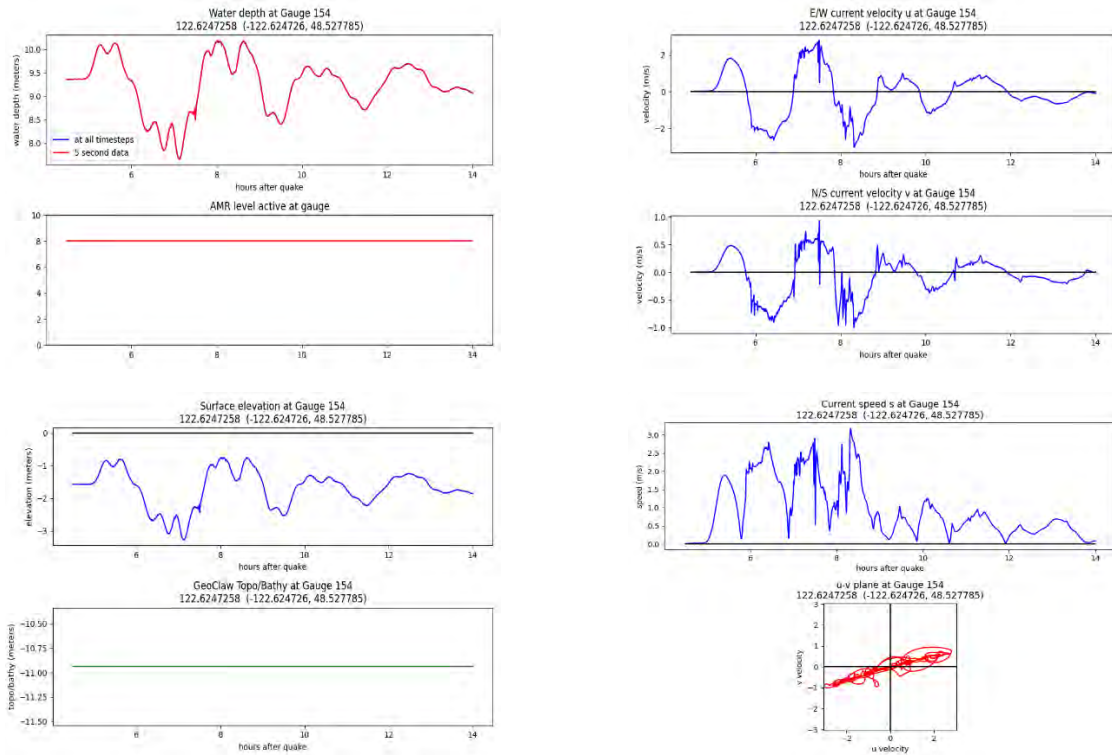 Water depth at Gauge 154
122.6247258 (-122.624726, 48.527785)
10.0
9.5
9.0
8.5
8.0
water depth (meters)
at all timesteps
5 second data
6
8
10
12
14
hours after quake
AMR level active at gauge
10
8
6
4
2
0
6
8
10
12
14
Surface elevation at Gauge 154
122.6247258 (-122.624726, 48.527785)
0
−1
−2
−3
elevation (meters)
6
8
10
12
14
hours after quake
GeoClaw Topo/Bathy at Gauge 154
122.6247258 (-122.624726, 48.527785)
−10.50
−10.75
−11.00
−11.25
−11.50
topo/bathy (meters)
6
8
10
12
14
hours after quake
E/W current velocity u at Gauge 154
122.6247258 (-122.624726, 48.527785)
2
0
−2
velocity (m/s)
6
8
10
12
14
hours after quake
N/S current velocity v at Gauge 154
122.6247258 (-122.624726, 48.527785)
1.0
0.5
0.0
−0.5
−1.0
velocity (m/s)
6
8
10
12
14
hours after quake
Current speed s at Gauge 154
122.6247258 (-122.624726, 48.527785)
3.0
2.5
2.0
1.5
1.0
0.5
0.0
speed (m/s)
6
8
10
12
14
hours after quake
u-v plane at Gauge 154
122.6247258 (-122.624726, 48.527785)
3
2
1
0
−1
−2
−3
v velocity
−2
0
2
u velocity